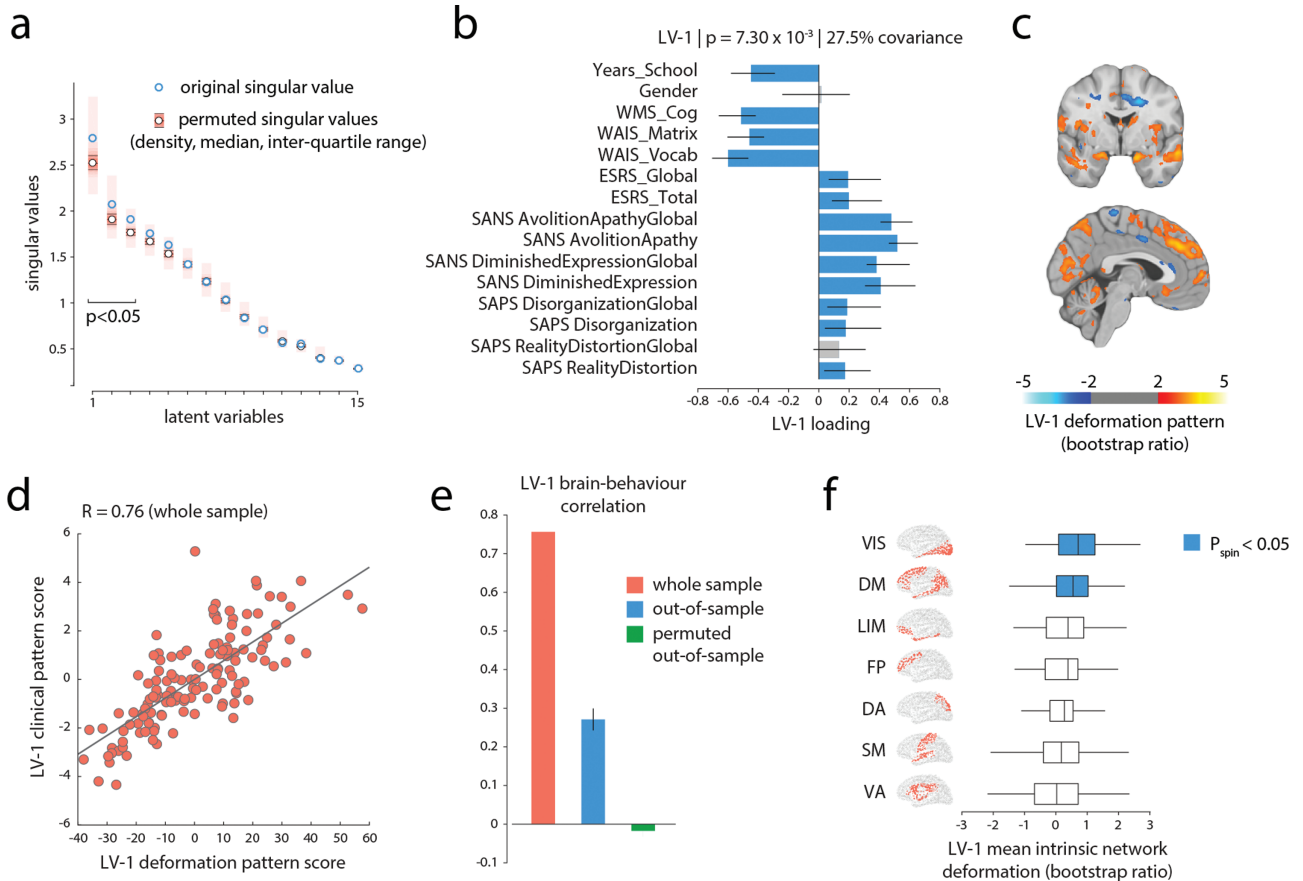 a
original singular value
permuted singular values
(density, median, inter-quartile range)
singular values
3
2.5
2
1.5
1
0.5
p<0.05
1
15
latent variables
b
LV-1 | p = 7.30 x 10⁻³ | 27.5% covariance
Years_School
Gender
WMS_Cog
WAIS_Matrix
WAIS_Vocab
ESRS_Global
ESRS_Total
SANS AvolitionApathyGlobal
SANS AvolitionApathy
SANS DiminishedExpressionGlobal
SANS DiminishedExpression
SAPS DisorganizationGlobal
SAPS Disorganization
SAPS RealityDistortionGlobal
SAPS RealityDistortion
-0.8 -0.6 -0.4 -0.2 0 0.2 0.4 0.6 0.8
LV-1 loading
c
-5 -2 2 5
LV-1 deformation pattern
(bootstrap ratio)
d
R = 0.76 (whole sample)
LV-1 clinical pattern score
6
4
2
0
-2
-4
-6
-40 -30 -20 -10 0 10 20 30 40 50 60
LV-1 deformation pattern score
e
LV-1 brain-behaviour
correlation
0.8
0.7
0.6
0.5
0.4
0.3
0.2
0.1
0
-0.1
whole sample
out-of-sample
permuted
out-of-sample
f
VIS
DM
LIM
FP
DA
SM
VA
P spin < 0.05
-3 -2 -1 0 1 2 3
LV-1 mean intrinsic network
deformation (bootstrap ratio)